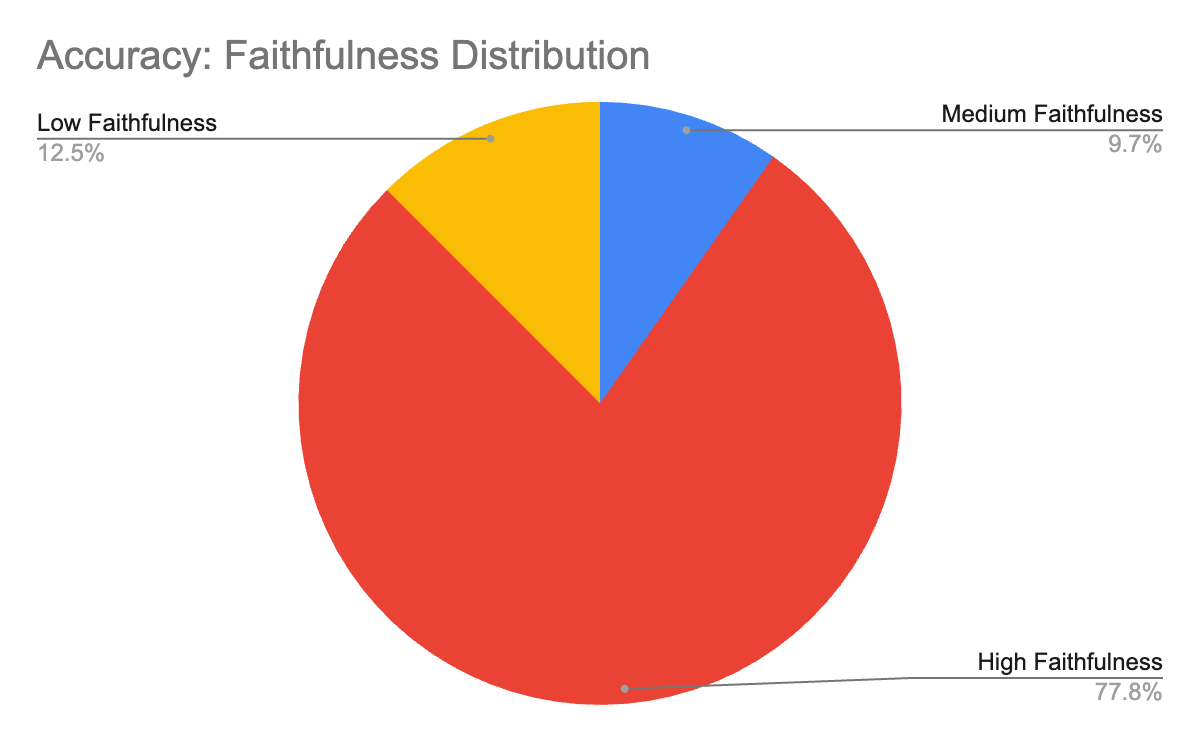 Accuracy: Faithfulness Distribution
Low Faithfulness
12.5%
Medium Faithfulness
9.7%
High Faithfulness
77.8%